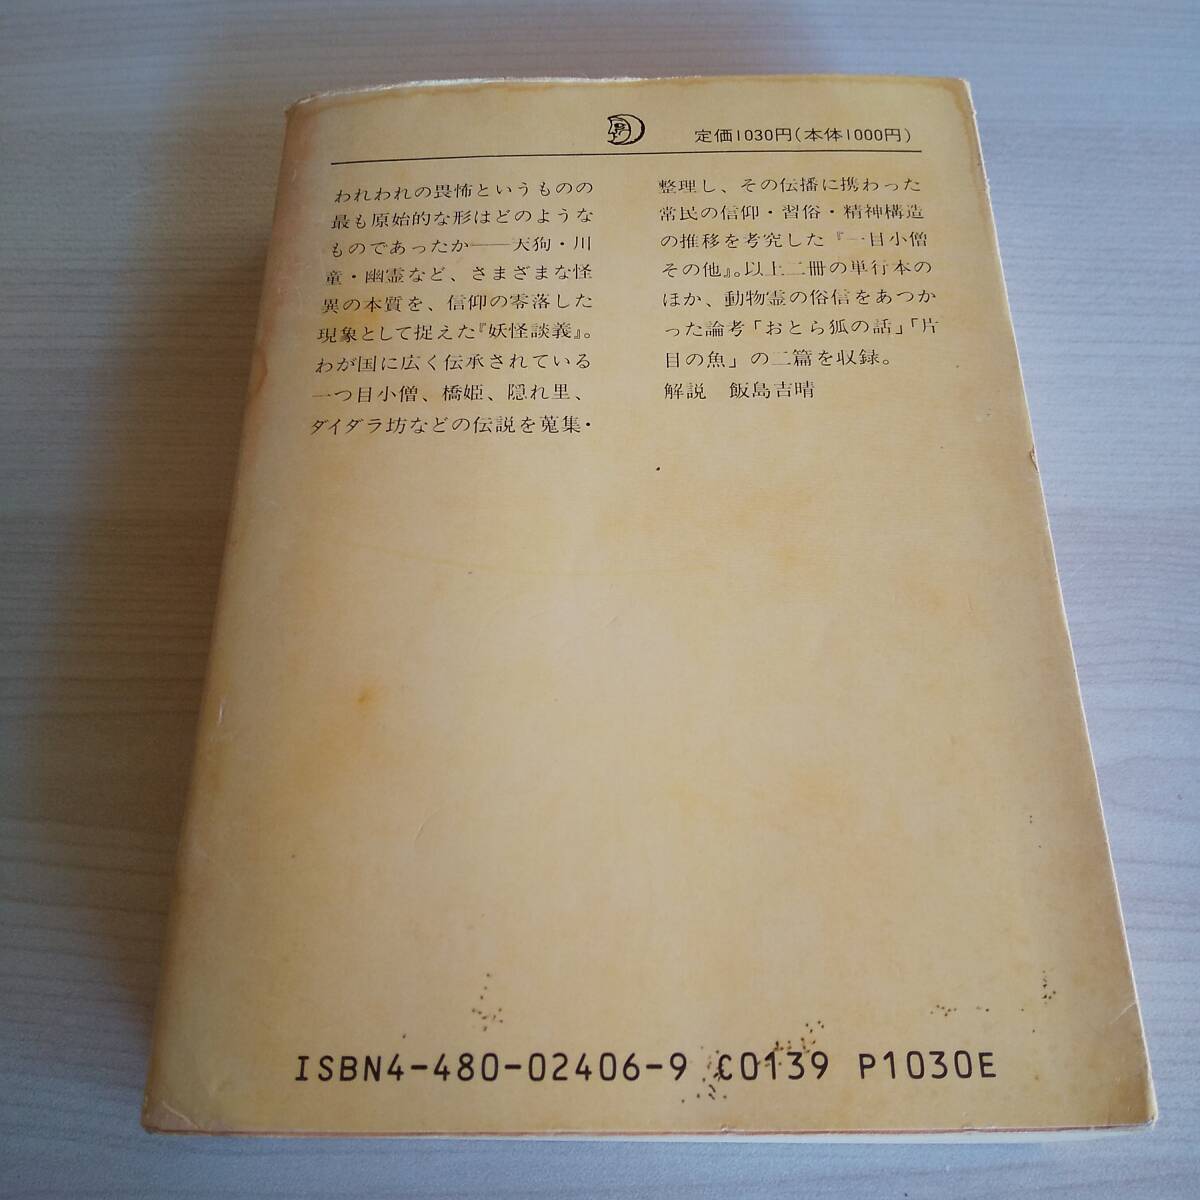 定価1030円(本体1000円)
われわれの畏怖というものの
最も原始的な形はどのような
ものであったか――天狗・川
童・幽霊など、さまざまな怪
異の本質を、信仰の零落した
現象として捉えた『妖怪談義』。
わが国に広く伝承されている
一つ目小僧、橋姫、隠れ里、
ダイダラ坊などの伝説を蒐集・
整理し、その伝播に携わった
常民の信仰・習俗・精神構造
の推移を考究した『一目小僧
その他』。以上二冊の単行本の
ほか、動物霊の俗信をあつか
った論考「おとら狐の話」「片
目の魚」の二篇を収録。
解説 飯島吉晴
ISBN4-480-02406-9 C0139 P1030E